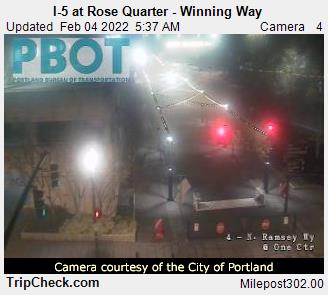 I-5 at Rose Quarter - Winning Way
Updated Feb 04 2022 5:37 AM Camera 4
PBOT
PORTLAND BUREAU OF TRANSPORTATION
4 - N. Ramsey Wy
@ One Ctr
Camera courtesy of the City of Portland
TripCheck.com Milepost302.00